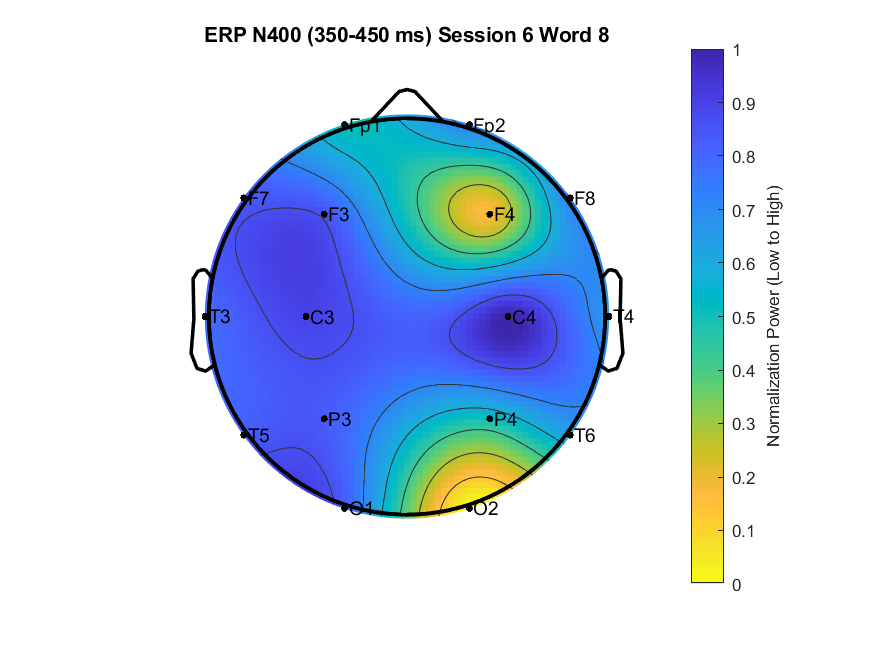 ERP N400 (350-450 ms) Session 6 Word 8
Fp1
Fp2
F7
F3
F4
F8
T3
C3
C4
T4
T5
P3
P4
T6
O1
O2
1
0.9
0.8
0.7
0.6
0.5
0.4
0.3
0.2
0.1
0
Normalization Power (Low to High)